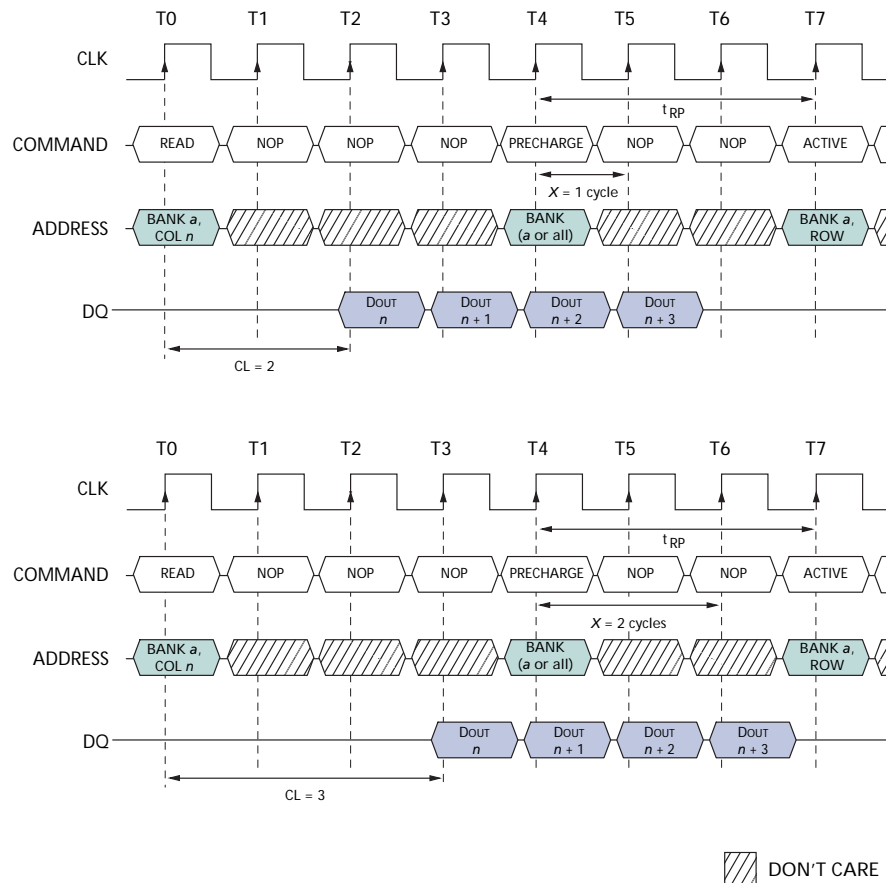 T0 T1 T2 T3 T4 T5 T6 T7
CLK
tRP
COMMAND READ NOP NOP NOP PRECHARGE NOP NOP ACTIVE
X = 1 cycle
ADDRESS BANK a, COL n BANK (a or all) BANK a, ROW
DQ DOUT n DOUT n + 1 DOUT n + 2 DOUT n + 3
CL = 2
T0 T1 T2 T3 T4 T5 T6 T7
CLK
tRP
COMMAND READ NOP NOP NOP PRECHARGE NOP NOP ACTIVE
X = 2 cycles
ADDRESS BANK a, COL n BANK (a or all) BANK a, ROW
DQ DOUT n DOUT n + 1 DOUT n + 2 DOUT n + 3
CL = 3
DON'T CARE